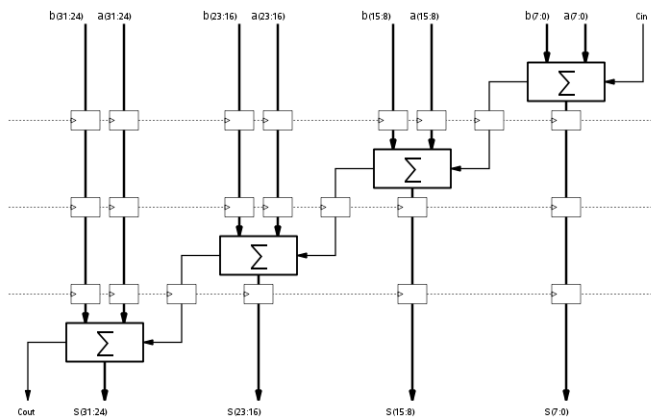 b(31:24) a(31:24) b(23:16) a(23:16) b(15:8) a(15:8) b(7:0) a(7:0) Cin
Σ
Σ
Σ
Σ
Cout S(31:24) S(23:16) S(15:8) S(7:0)